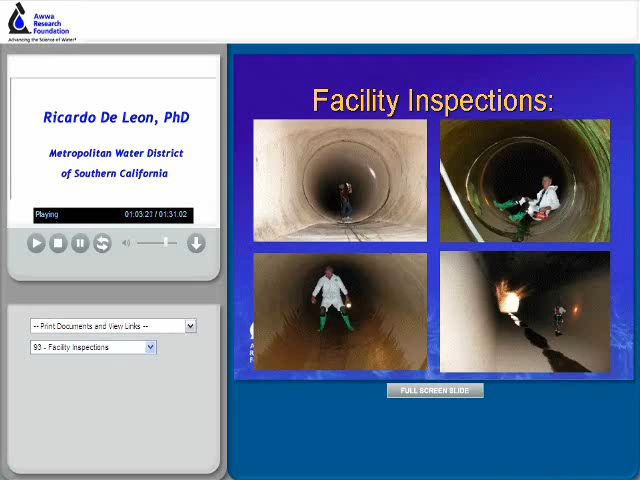 Awwa
Research
Foundation
Advancing the Science of Water®
Ricardo De Leon, PhD
Metropolitan Water District
of Southern California
Playing 01:03:21 / 01:31:02
-- Print Documents and View Links --
93 - Facility Inspections
Facility Inspections:
FULL SCREEN SLIDE